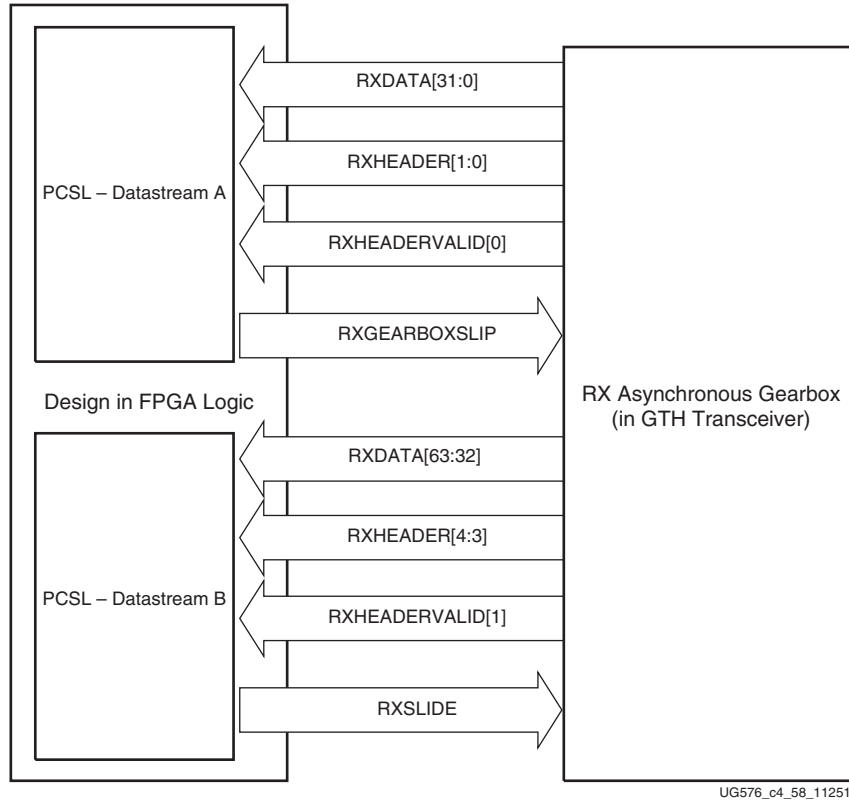 RXDATA[31:0]
RXHEADER[1:0]
PCSL – Datastream A
RXHEADERVALID[0]
RXGEARBOXSLIP
Design in FPGA Logic
RX Asynchronous Gearbox
(in GTH Transceiver)
RXDATA[63:32]
RXHEADER[4:3]
PCSL – Datastream B
RXHEADERVALID[1]
RXSLIDE
UG576_c4_58_11251